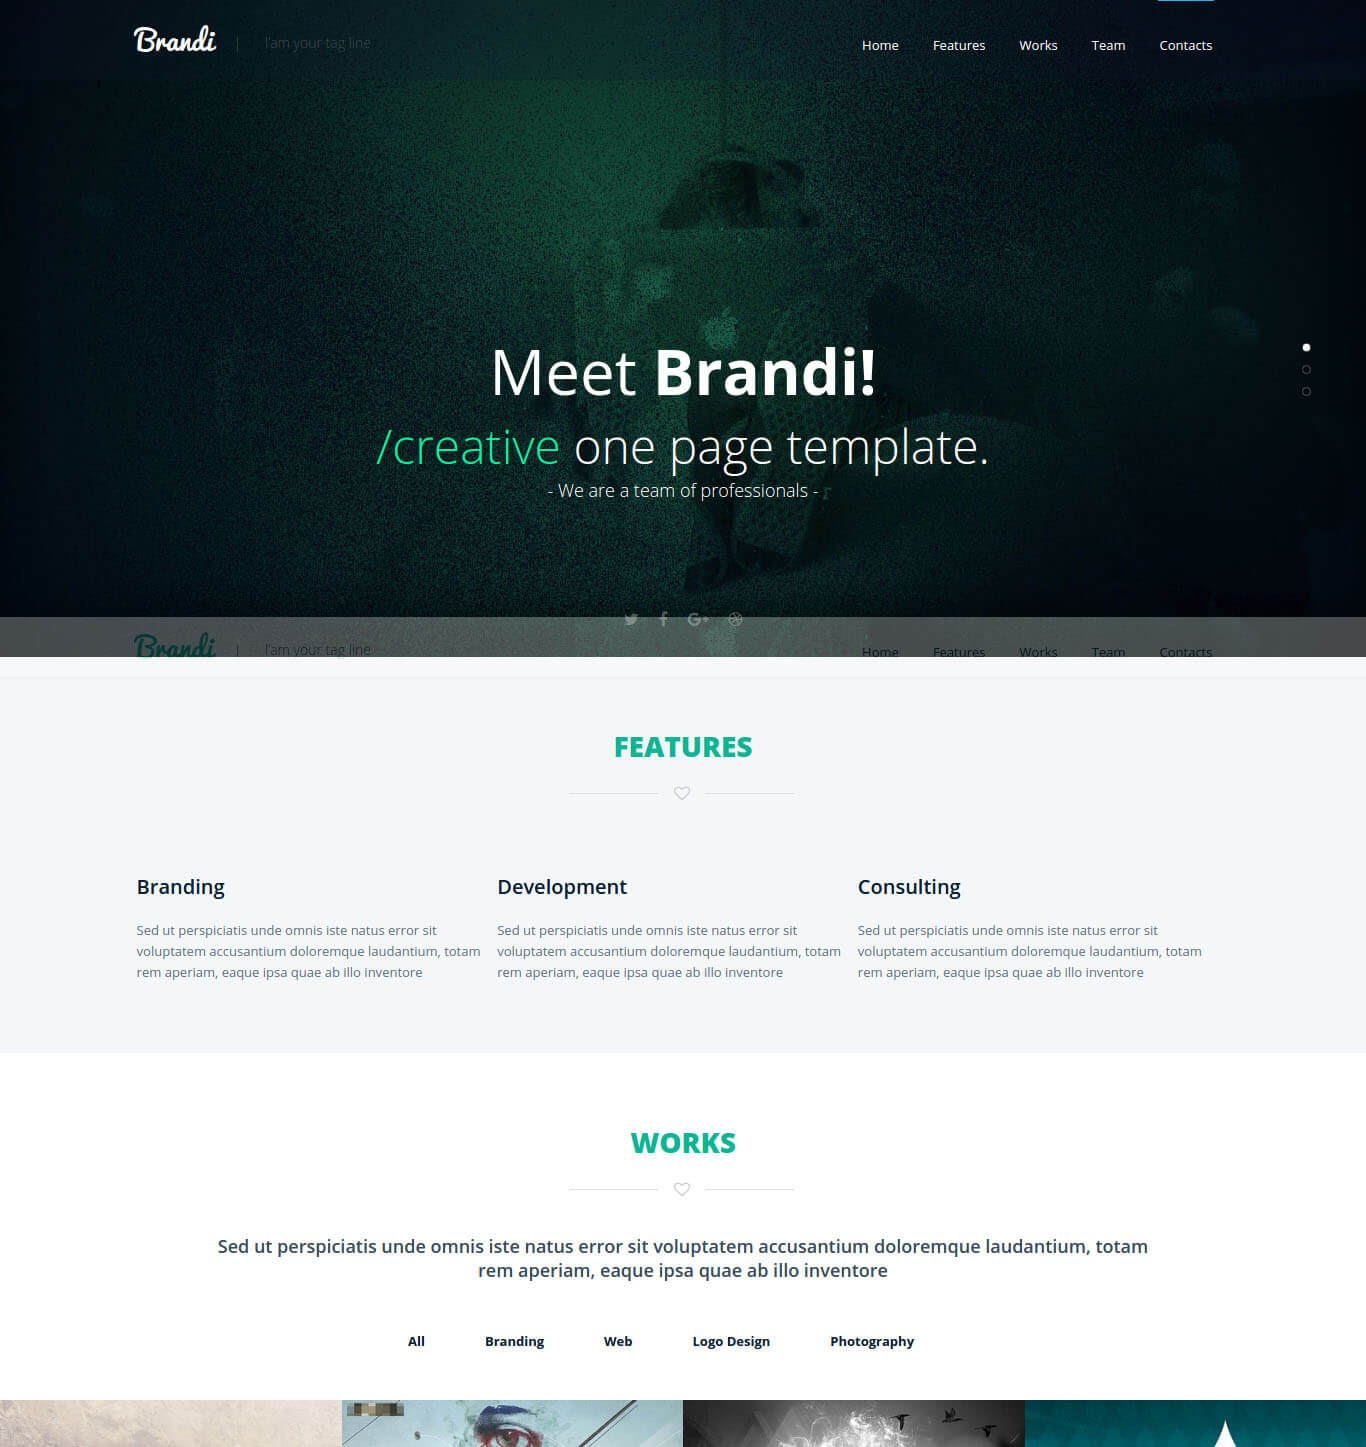 Brandi | I'am your tag line Home Features Works Team Contacts
Meet Brandi!
/creative one page template.
- We are a team of professionals -
Brandi | I'am your tag line Home Features Works Team Contacts
FEATURES
Branding
Sed ut perspiciatis unde omnis iste natus error sit
voluptatem accusantium doloremque laudantium, totam
rem aperiam, eaque ipsa quae ab illo inventore
Development
Sed ut perspiciatis unde omnis iste natus error sit
voluptatem accusantium doloremque laudantium, totam
rem aperiam, eaque ipsa quae ab illo inventore
Consulting
Sed ut perspiciatis unde omnis iste natus error sit
voluptatem accusantium doloremque laudantium, totam
rem aperiam, eaque ipsa quae ab illo inventore
WORKS
Sed ut perspiciatis unde omnis iste natus error sit voluptatem accusantium doloremque laudantium, totam
rem aperiam, eaque ipsa quae ab illo inventore
All Branding Web Logo Design Photography